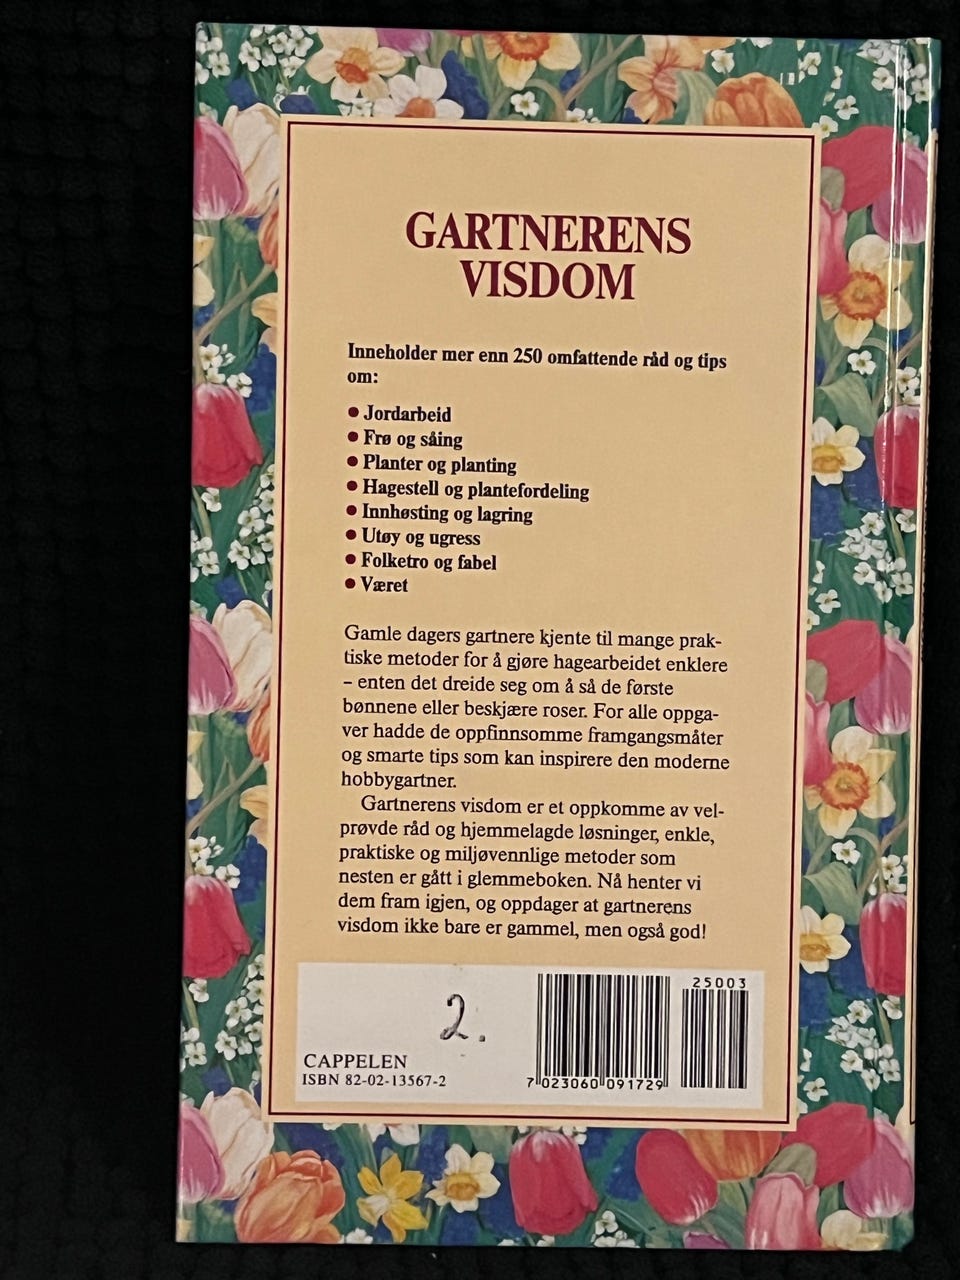 GARTNERENS
VISDOM
Inneholder mer enn 250 omfattende råd og tips
om:
● Jordarbeid
● Frø og såing
● Planter og planting
● Hagestell og plantefordeling
● Innhøsting og lagring
● Utøy og ugress
● Folketro og fabel
● Været
Gamle dagers gartnere kjente til mange prak-
tiske metoder for å gjøre hagearbeidet enklere
– enten det dreide seg om å så de første
bønnene eller beskjære roser. For alle oppga-
ver hadde de oppfinnsomme framgangsmåter
og smarte tips som kan inspirere den moderne
hobbygartner.
Gartnerens visdom er et oppkomme av vel-
prøvde råd og hjemmelagde løsninger, enkle,
praktiske og miljøvennlige metoder som
nesten er gått i glemmeboken. Nå henter vi
dem fram igjen, og oppdager at gartnerens
visdom ikke bare er gammel, men også god!
2.
CAPPELEN
ISBN 82-02-13567-2
25003
7 023060 091729